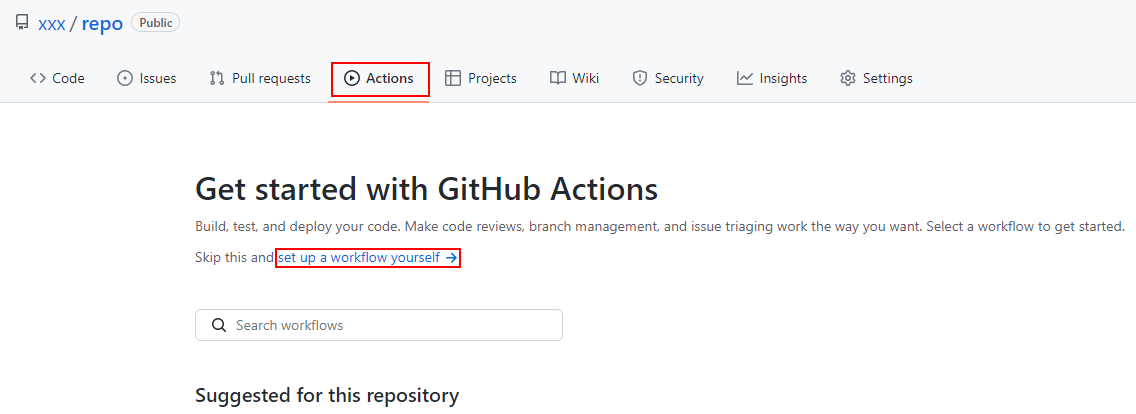 xxx / repo Public
Code Issues Pull requests Actions Projects Wiki Security Insights Settings
Get started with GitHub Actions
Build, test, and deploy your code. Make code reviews, branch management, and issue triaging work the way you want. Select a workflow to get started.
Skip this and set up a workflow yourself →
Search workflows
Suggested for this repository